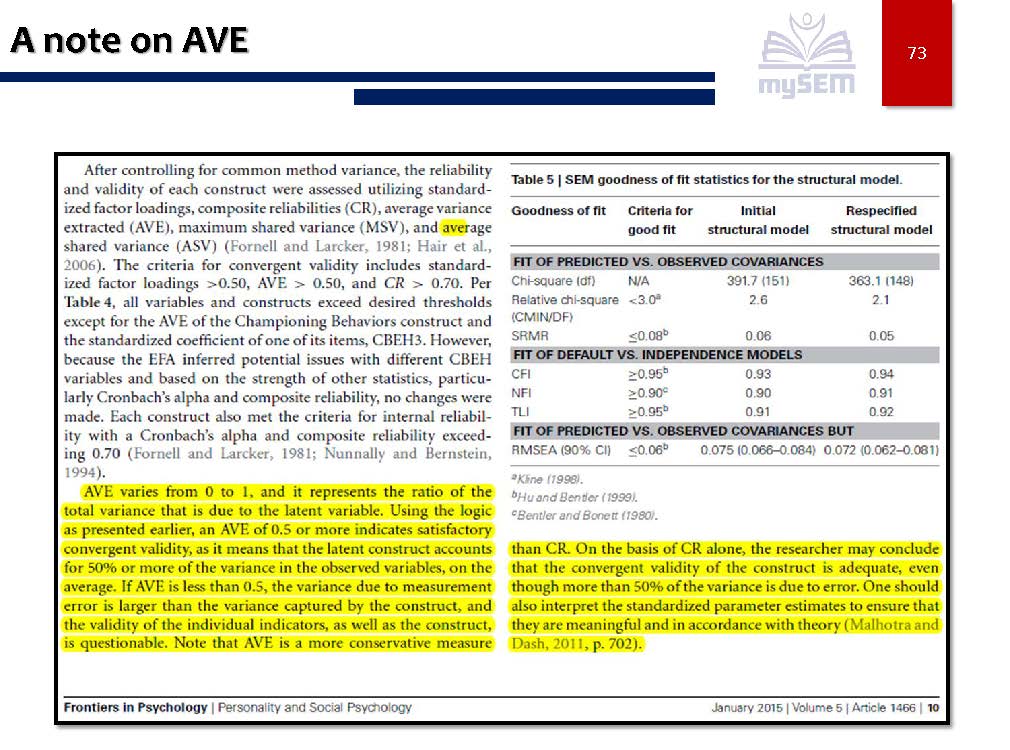 A note on AVE
mySEM
73
After controlling for common method variance, the reliability
and validity of each construct were assessed utilizing standard-
ized factor loadings, composite reliabilities (CR), average variance
extracted (AVE), maximum shared variance (MSV), and average
shared variance (ASV) (Fornell and Larcker, 1981; Hair et al.,
2006). The criteria for convergent validity includes standard-
ized factor loadings >0.50, AVE > 0.50, and CR > 0.70. Per
Table 4, all variables and constructs exceed desired thresholds
except for the AVE of the Championing Behaviors construct and
the standardized coefficient of one of its items, CBEH3. However,
because the EFA inferred potential issues with different CBEH
variables and based on the strength of other statistics, particu-
larly Cronbach's alpha and composite reliability, no changes were
made. Each construct also met the criteria for internal reliabil-
ity with a Cronbach's alpha and composite reliability exceed-
ing 0.70 (Fornell and Larcker, 1981; Nunnally and Bernstein,
1994).
AVE varies from 0 to 1, and it represents the ratio of the
total variance that is due to the latent variable. Using the logic
as presented earlier, an AVE of 0.5 or more indicates satisfactory
convergent validity, as it means that the latent construct accounts
for 50% or more of the variance in the observed variables, on the
average. If AVE is less than 0.5, the variance due to measurement
error is larger than the variance captured by the construct, and
the validity of the individual indicators, as well as the construct,
is questionable. Note that AVE is a more conservative measure
Table 5 | SEM goodness of fit statistics for the structural model.
Goodness of fit Criteria for Initial Respecified
good fit structural model structural model
FIT OF PREDICTED VS. OBSERVED COVARIANCES
Chi-square (df) N/A 391.7 (151) 363.1 (148)
Relative chi-square <3.0a 2.6 2.1
(CMIN/DF)
SRMR ≤0.08b 0.06 0.05
FIT OF DEFAULT VS. INDEPENDENCE MODELS
CFI ≥0.95b 0.93 0.94
NFI ≥0.90c 0.90 0.91
TLI ≥0.95b 0.91 0.92
FIT OF PREDICTED VS. OBSERVED COVARIANCES BUT
RMSEA (90% CI) ≤0.06b 0.075 (0.066–0.084) 0.072 (0.062–0.081)
aKline (1998).
bHu and Bentler (1999).
cBentler and Bonett (1980).
than CR. On the basis of CR alone, the researcher may conclude
that the convergent validity of the construct is adequate, even
though more than 50% of the variance is due to error. One should
also interpret the standardized parameter estimates to ensure that
they are meaningful and in accordance with theory (Malhotra and
Dash, 2011, p. 702).
Frontiers in Psychology | Personality and Social Psychology
January 2015 | Volume 5 | Article 1466 | 10